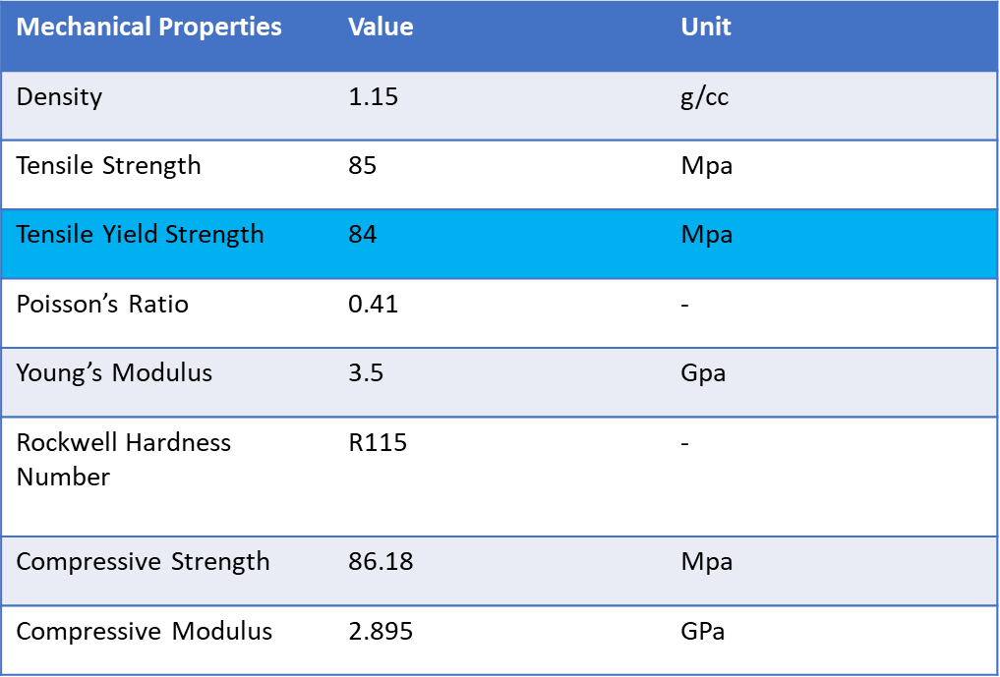 Mechanical Properties Value Unit
Density 1.15 g/cc
Tensile Strength 85 Mpa
Tensile Yield Strength 84 Mpa
Poisson’s Ratio 0.41 -
Young’s Modulus 3.5 Gpa
Rockwell Hardness R115 -
Number
Compressive Strength 86.18 Mpa
Compressive Modulus 2.895 GPa